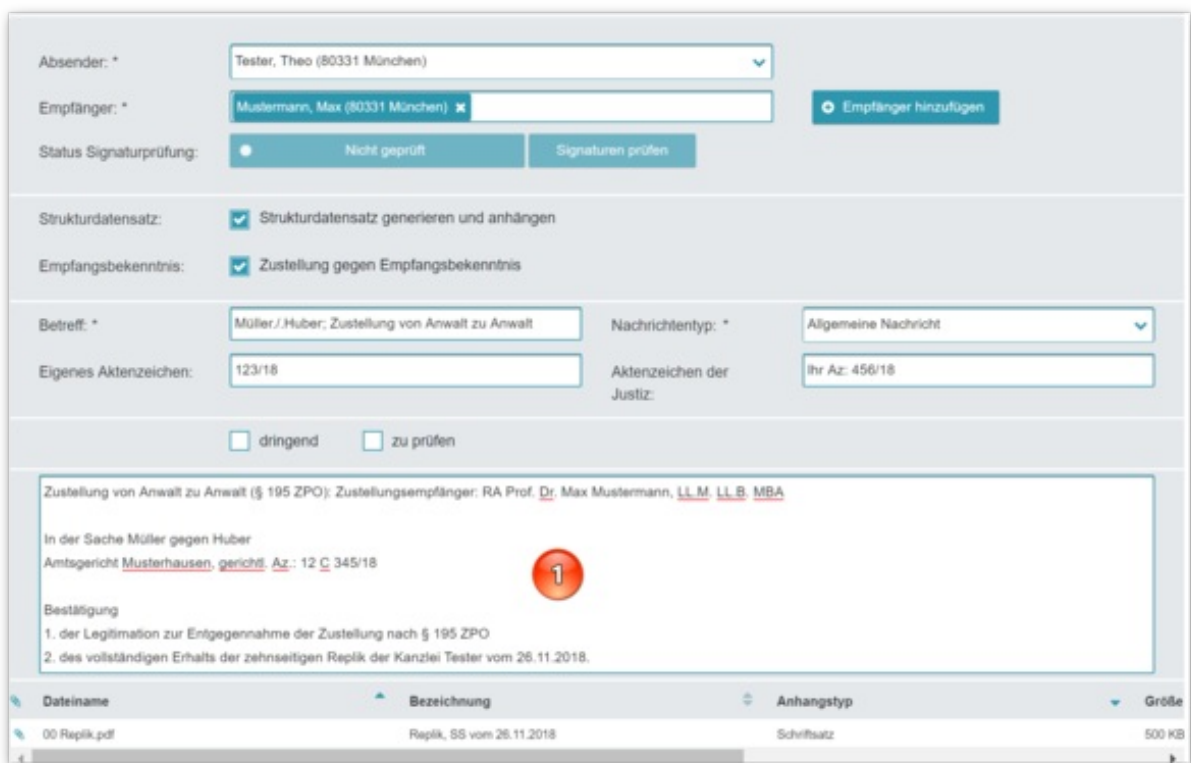 Absender: * Tester, Theo (80331 München)
Empfänger: * Mustermann, Max (80331 München) Empfänger hinzufügen
Status Signaturprüfung: Nicht geprüft Signaturen prüfen
Strukturdatensatz: Strukturdatensatz generieren und anhängen
Empfangsbekenntnis: Zustellung gegen Empfangsbekenntnis
Betreff: * Müller./.Huber; Zustellung von Anwalt zu Anwalt Nachrichtentyp: * Allgemeine Nachricht
Eigenes Aktenzeichen: 123/18 Aktenzeichen der Justiz: Ihr Az: 456/18
dringend zu prüfen
Zustellung von Anwalt zu Anwalt (§ 195 ZPO): Zustellungsempfänger: RA Prof. Dr. Max Mustermann, LL.M. LL.B. MBA
In der Sache Müller gegen Huber
Amtsgericht Musterhausen, gerichtl. Az.: 12 C 345/18
1
Bestätigung
1. der Legitimation zur Entgegennahme der Zustellung nach § 195 ZPO
2. des vollständigen Erhalts der zehnseitigen Replik der Kanzlei Tester vom 26.11.2018.
Dateiname Bezeichnung Anhangstyp Größe
00 Replik.pdf Replik, SS vom 26.11.2018 Schriftsatz 500 KB